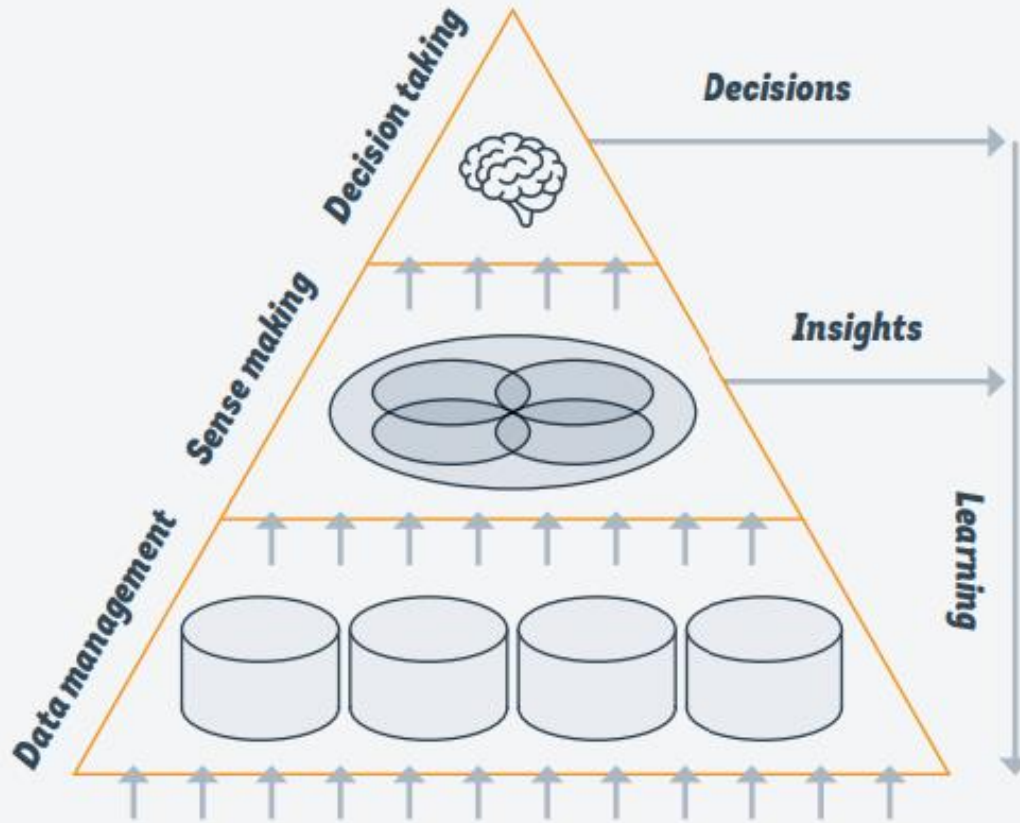 Decision taking
Decisions
Sense making
Insights
Data management
Learning